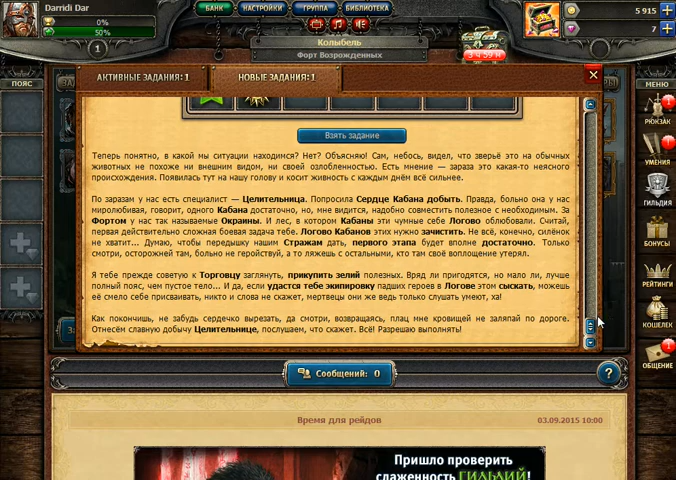 Darridi Dar
0%
50%
1
БАНК
НАСТРОЙКИ
ГРУППА
БИБЛИОТЕКА
Колыбель
Форт Возрожденных
5 915
7
ПОЯС
АКТИВНЫЕ ЗАДАНИЯ: 1
НОВЫЕ ЗАДАНИЯ: 1
МЕНЮ
Взять задание
Теперь понятно, в какой мы ситуации находимся? Нет? Объясняю! Сам, небось, видел, что зверьё это на обычных
животных не похоже ни внешним видом, ни своей озлобленностью. Есть мнение — зараза это какая-то неясного
происхождения. Появилась тут на нашу голову и косит живность с каждым днём всё сильнее.
По заразам у нас есть специалист — Целительница. Попросила Сердце Кабана добыть. Правда, больно она у нас
миролюбивая, говорит, одного Кабана достаточно, но, мне видится, надобно совместить полезное с необходимым. За
Фортом у нас так называемые Окраины. И лес, в котором Кабаны эти чумные себе Логово облюбовали. Считай,
первая действительно сложная боевая задача тебе. Логово Кабанов этих нужно зачистить. Не всё, конечно, силёнок
не хватит... Думаю, чтобы передышку нашим Стражам дать, первого этапа будет вполне достаточно. Только
смотри, осторожней там, больно не геройствуй, а то ляжешь с остальными, кто там своё воплощение утерял.
Я тебе прежде советую к Торговцу заглянуть, прикупить зелий полезных. Вряд ли пригодятся, но мало ли, лучше
полный пояс, чем пустое тело... И да, если удастся тебе экипировку падших героев в Логове этом сыскать, можешь
её смело себе присваивать, никто и слова не скажет, мертвецы они же ведь только слушать умеют, ха!
Как покончишь, не забудь сердечко вырезать, да смотри, возвращаясь, плащ мне кровищей не заляпай по дороге.
Отнесём славную добычу Целительнице, послушаем, что скажет. Всё! Разрешаю выполнять!
РЮКЗАК
УМЕНИЯ
ГИЛЬДИЯ
БОНУСЫ
РЕЙТИНГИ
КОШЕЛЕК
ОБЩЕНИЕ
Сообщений: 0
?
Время для рейдов
03.09.2015 10:00
Пришло проверить
слаженность ГИЛЬДИЙ!